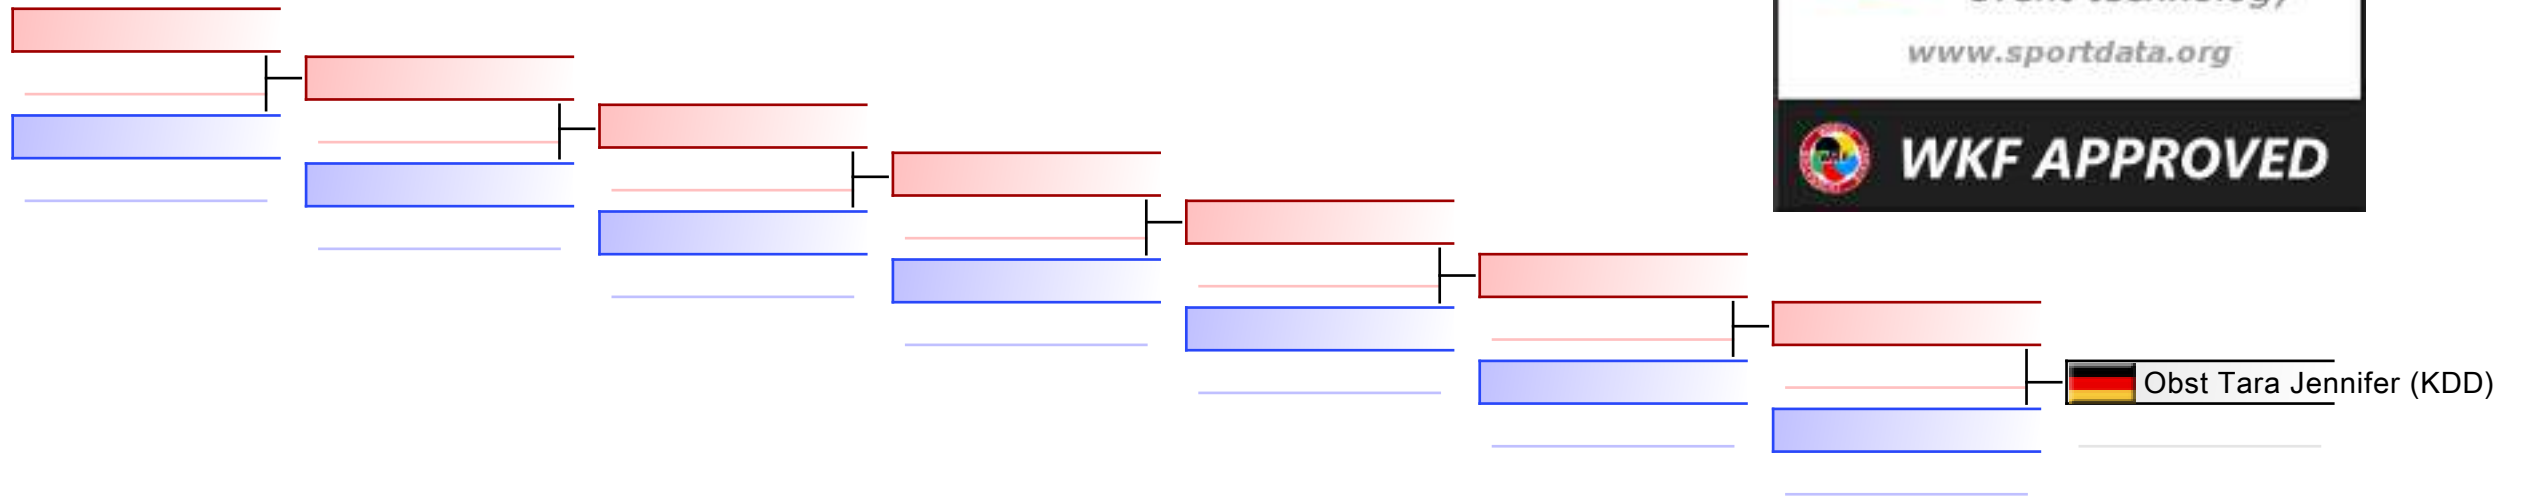 www.sportdata.org
WKF APPROVED
Obst Tara Jennifer (KDD)